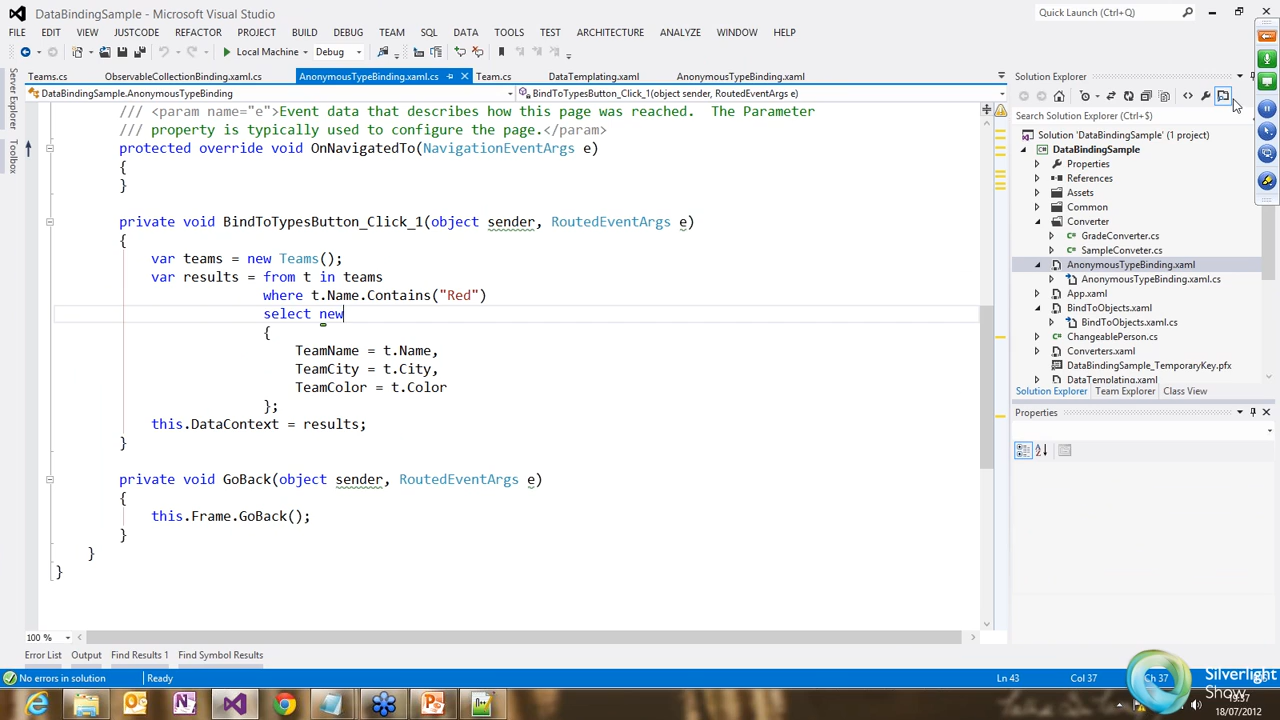 DataBindingSample - Microsoft Visual Studio
Quick Launch (Ctrl+Q)
FILE EDIT VIEW JUSTCODE REFACTOR PROJECT BUILD DEBUG TEAM SQL DATA TOOLS TEST ARCHITECTURE ANALYZE WINDOW HELP
Local Machine Debug
Teams.cs ObservableCollectionBinding.xaml.cs AnonymousTypeBinding.xaml.cs Team.cs DataTemplating.xaml AnonymousTypeBinding.xaml
DataBindingSample.AnonymousTypeBinding BindToTypesButton_Click_1(object sender, RoutedEventArgs e)
Server Explorer
Toolbox
/// <param name="e">Event data that describes how this page was reached.  The Parameter
/// property is typically used to configure the page.</param>
protected override void OnNavigatedTo(NavigationEventArgs e)
{
}
private void BindToTypesButton_Click_1(object sender, RoutedEventArgs e)
{
var teams = new Teams();
var results = from t in teams
where t.Name.Contains("Red")
select new
{
TeamName = t.Name,
TeamCity = t.City,
TeamColor = t.Color
};
this.DataContext = results;
}
private void GoBack(object sender, RoutedEventArgs e)
{
this.Frame.GoBack();
}
}
}
100 %
Solution Explorer
Search Solution Explorer (Ctrl+;)
Solution 'DataBindingSample' (1 project)
DataBindingSample
Properties
References
Assets
Common
Converter
GradeConverter.cs
SampleConveter.cs
AnonymousTypeBinding.xaml
AnonymousTypeBinding.xaml.cs
App.xaml
BindToObjects.xaml
BindToObjects.xaml.cs
ChangeablePerson.cs
Converters.xaml
DataBindingSample_TemporaryKey.pfx
DataTemplating.xaml
Solution Explorer Team Explorer Class View
Properties
Error List Output Find Results 1 Find Symbol Results
No errors in solution Ready Ln 43 Col 37 Ch 37
Silverlight
Show
19:37
18/07/2012